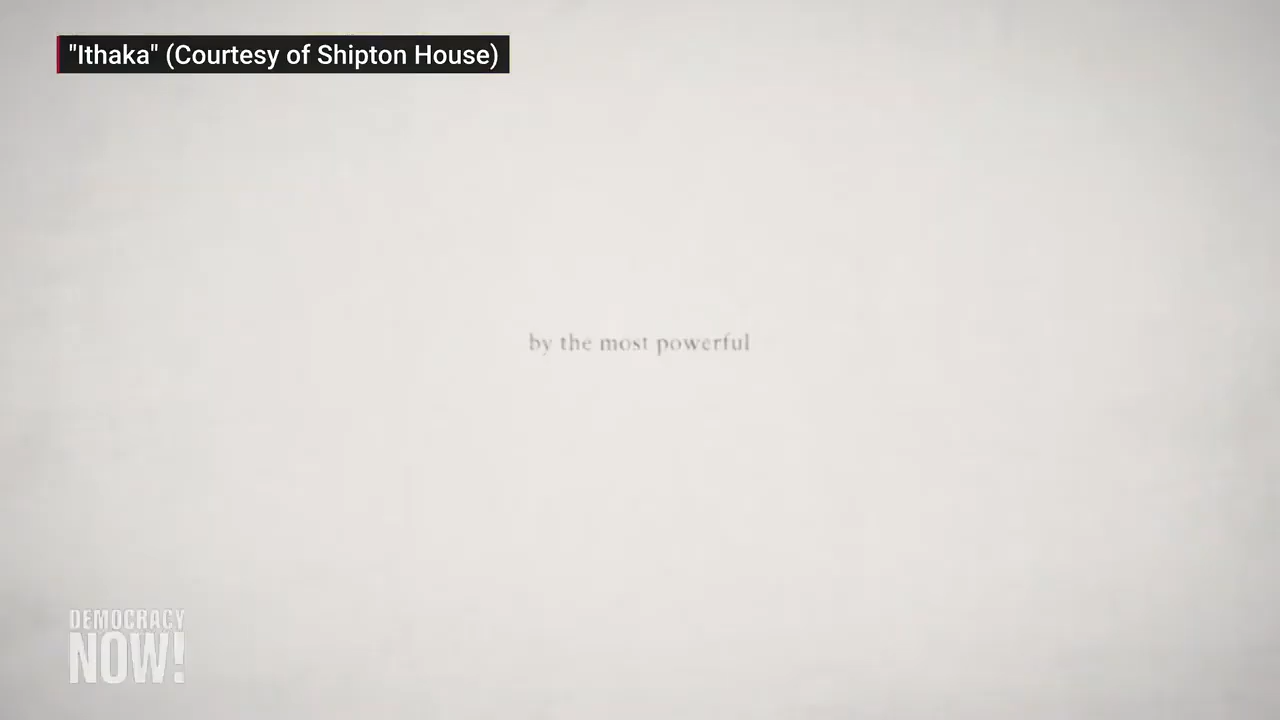 "Ithaka" (Courtesy of Shipton House)
by the most powerful
DEMOCRACY
NOW!